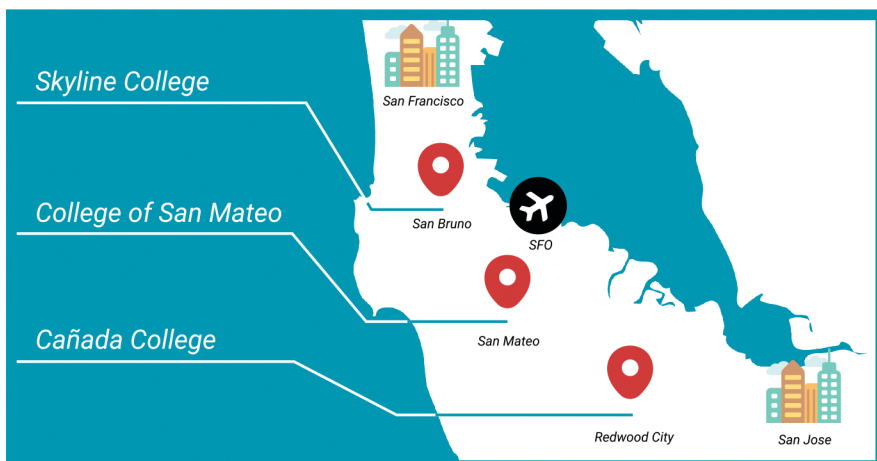 Skyline College
San Francisco
College of San Mateo
San Bruno
SFO
Cañada College
San Mateo
Redwood City
San Jose